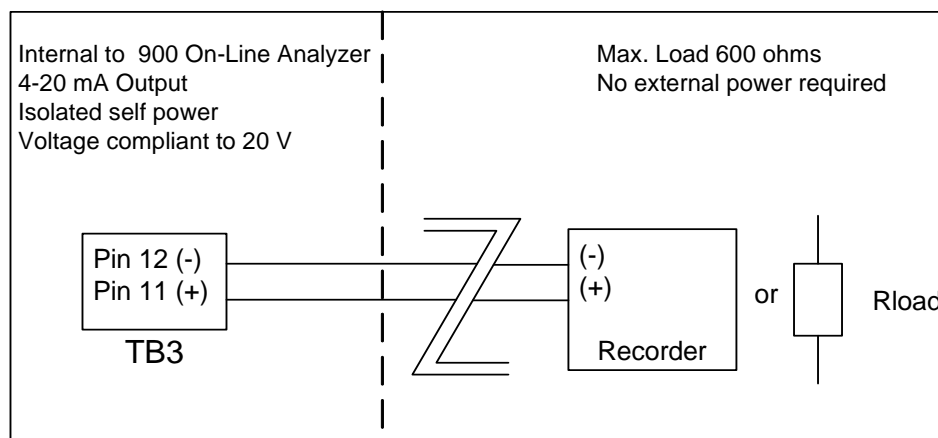 Internal to 900 On-Line Analyzer
4-20 mA Output
Isolated self power
Voltage compliant to 20 V
Max. Load 600 ohms
No external power required
Pin 12 (-)
Pin 11 (+)
TB3
(-)
(+)
Recorder
or
Rload